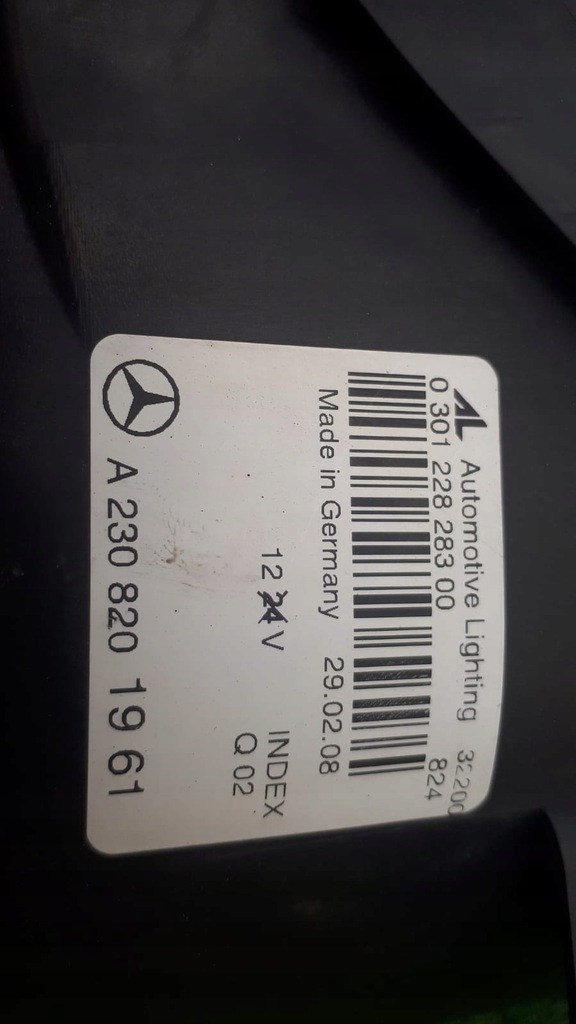 Automotive Lighting 32200
0 301 228 283 00 824
Made in Germany 29.02.08
12 24 V INDEX
Q 02
A 230 820 19 61